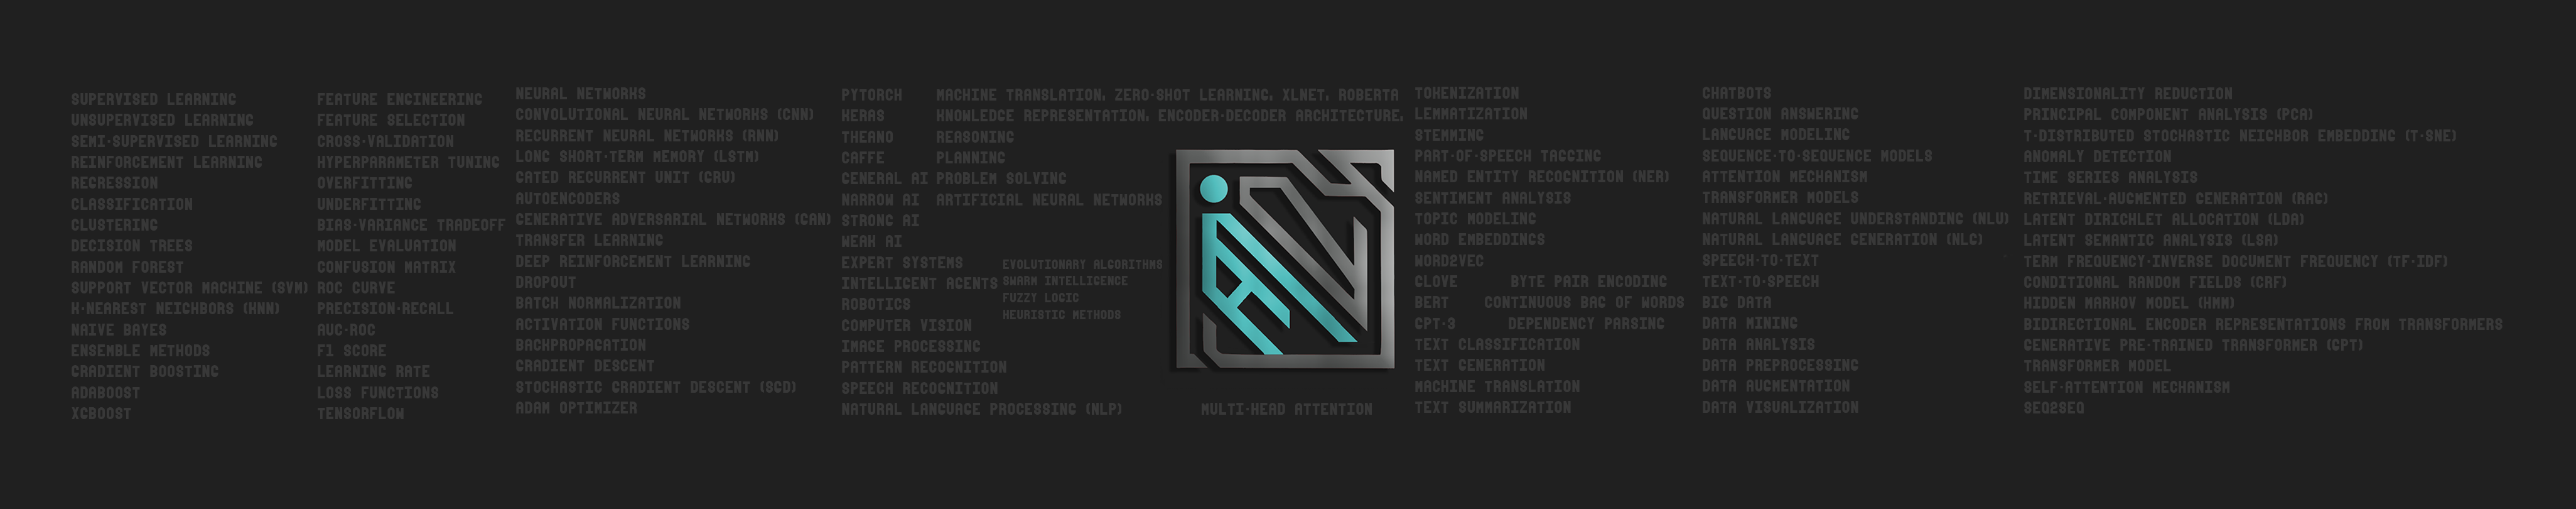 SUPERVISED LEARNING
UNSUPERVISED LEARNING
SEMI-SUPERVISED LEARNING
REINFORCEMENT LEARNING
REGRESSION
CLASSIFICATION
CLUSTERING
DECISION TREES
RANDOM FOREST
SUPPORT VECTOR MACHINE (SVM)
K-NEAREST NEIGHBORS (KNN)
NAIVE BAYES
ENSEMBLE METHODS
GRADIENT BOOSTING
ADABOOST
XGBOOST
FEATURE ENGINEERING
FEATURE SELECTION
CROSS-VALIDATION
HYPERPARAMETER TUNING
OVERFITTING
UNDERFITTING
BIAS-VARIANCE TRADEOFF
MODEL EVALUATION
CONFUSION MATRIX
ROC CURVE
PRECISION-RECALL
AUC-ROC
F1 SCORE
LEARNING RATE
LOSS FUNCTIONS
TENSORFLOW
NEURAL NETWORKS
CONVOLUTIONAL NEURAL NETWORKS (CNN)
RECURRENT NEURAL NETWORKS (RNN)
LONG SHORT-TERM MEMORY (LSTM)
GATED RECURRENT UNIT (GRU)
AUTOENCODERS
GENERATIVE ADVERSARIAL NETWORKS (GAN)
TRANSFER LEARNING
DEEP REINFORCEMENT LEARNING
DROPOUT
BATCH NORMALIZATION
ACTIVATION FUNCTIONS
BACKPROPAGATION
GRADIENT DESCENT
STOCHASTIC GRADIENT DESCENT (SGD)
ADAM OPTIMIZER
PYTORCH
KERAS
THEANO
CAFFE
GENERAL AI
NARROW AI
STRONG AI
WEAK AI
EXPERT SYSTEMS
INTELLIGENT AGENTS
ROBOTICS
COMPUTER VISION
IMAGE PROCESSING
PATTERN RECOGNITION
SPEECH RECOGNITION
NATURAL LANGUAGE PROCESSING (NLP)
MACHINE TRANSLATION, ZERO-SHOT LEARNING, XLNET, ROBERTA
KNOWLEDGE REPRESENTATION, ENCODER-DECODER ARCHITECTURE,
REASONING
PLANNING
PROBLEM SOLVING
ARTIFICIAL NEURAL NETWORKS
EVOLUTIONARY ALGORITHMS
SWARM INTELLIGENCE
FUZZY LOGIC
HEURISTIC METHODS
MULTI-HEAD ATTENTION
TOKENIZATION
LEMMATIZATION
STEMMING
PART-OF-SPEECH TAGGING
NAMED ENTITY RECOGNITION (NER)
SENTIMENT ANALYSIS
TOPIC MODELING
WORD EMBEDDINGS
WORD2VEC
GLOVE
BERT
GPT-3
TEXT CLASSIFICATION
TEXT GENERATION
MACHINE TRANSLATION
TEXT SUMMARIZATION
BYTE PAIR ENCODING
CONTINUOUS BAG OF WORDS
DEPENDENCY PARSING
CHATBOTS
QUESTION ANSWERING
LANGUAGE MODELING
SEQUENCE-TO-SEQUENCE MODELS
ATTENTION MECHANISM
TRANSFORMER MODELS
NATURAL LANGUAGE UNDERSTANDING (NLU)
NATURAL LANGUAGE GENERATION (NLG)
SPEECH-TO-TEXT
TEXT-TO-SPEECH
BIG DATA
DATA MINING
DATA ANALYSIS
DATA PREPROCESSING
DATA AUGMENTATION
DATA VISUALIZATION
DIMENSIONALITY REDUCTION
PRINCIPAL COMPONENT ANALYSIS (PCA)
T-DISTRIBUTED STOCHASTIC NEIGHBOR EMBEDDING (T-SNE)
ANOMALY DETECTION
TIME SERIES ANALYSIS
RETRIEVAL-AUGMENTED GENERATION (RAG)
LATENT DIRICHLET ALLOCATION (LDA)
LATENT SEMANTIC ANALYSIS (LSA)
TERM FREQUENCY-INVERSE DOCUMENT FREQUENCY (TF-IDF)
CONDITIONAL RANDOM FIELDS (CRF)
HIDDEN MARKOV MODEL (HMM)
BIDIRECTIONAL ENCODER REPRESENTATIONS FROM TRANSFORMERS
GENERATIVE PRE-TRAINED TRANSFORMER (GPT)
TRANSFORMER MODEL
SELF-ATTENTION MECHANISM
SEQ2SEQ